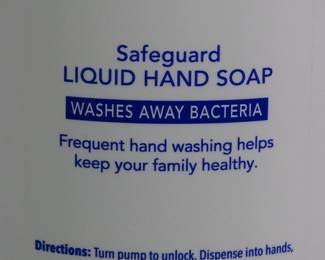 Safeguard
LIQUID HAND SOAP
WASHES AWAY BACTERIA
Frequent hand washing helps
keep your family healthy.
Directions: Turn pump to unlock. Dispense into hands,